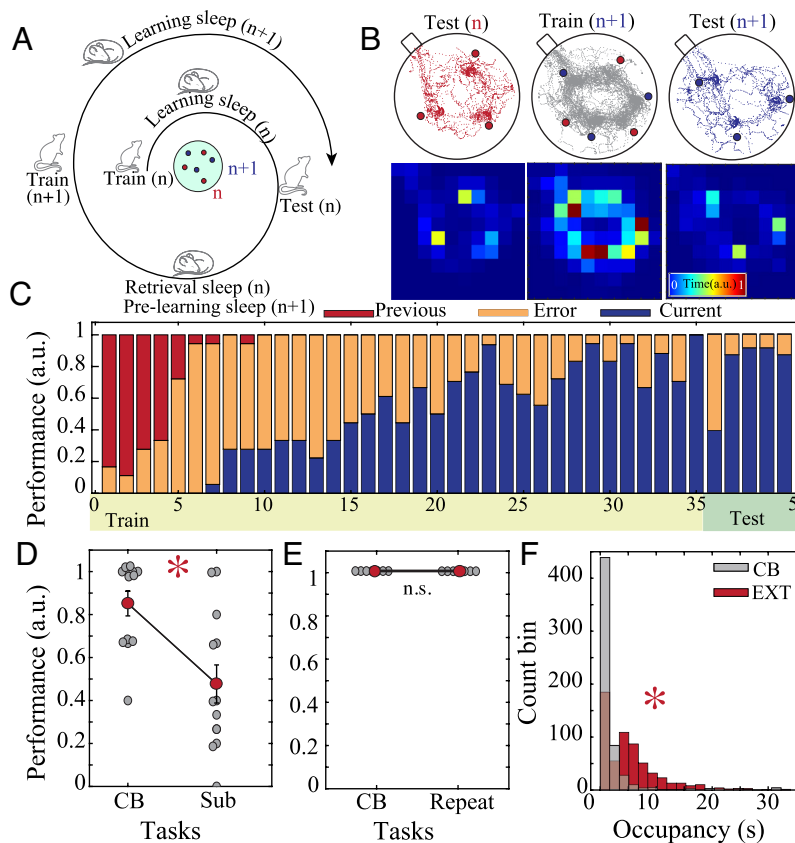 A
Learning sleep (n+1)
Learning sleep (n)
Train
(n+1)
Train (n)
n+1
n
Test (n)
Retrieval sleep (n)
Pre-learning sleep (n+1)
B
Test (n)
Train (n+1)
Test (n+1)
0 Time(a.u.) 1
C
Previous
Error
Current
Performance (a.u.)
1
0.8
0.6
0.4
0.2
0
0 5 10 15 20 25 30 35 40 50
Train
Test
D
Performance (a.u.)
1
0.8
0.6
0.4
0.2
0
*
CB Sub
Tasks
E
1
0.8
0.6
0.4
0.2
0
n.s.
CB Repeat
Tasks
F
Count bin
400
300
200
100
0
CB
EXT
*
0 10 20 30
Occupancy (s)